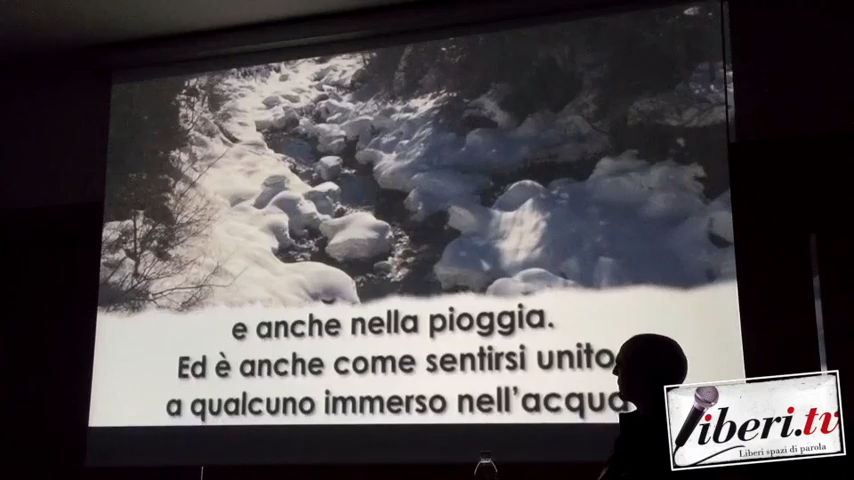 e anche nella pioggia.
Ed è anche come sentirsi unito
a qualcuno immerso nell'acqua
liberi.tv
Liberi spazi di parola